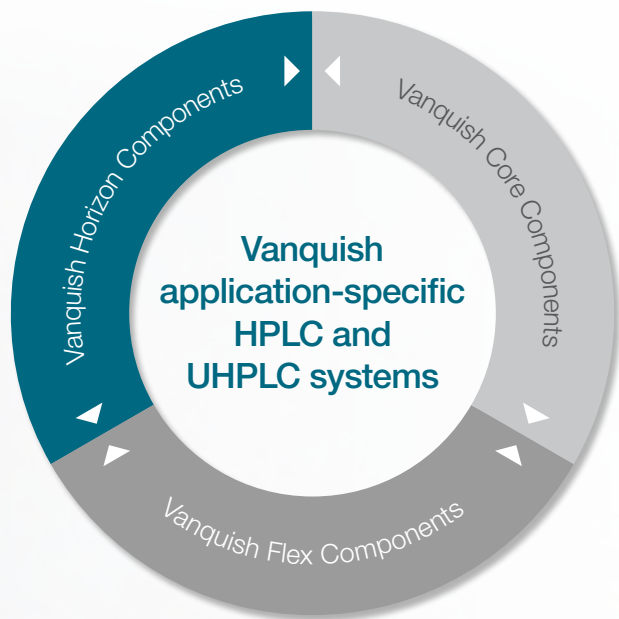 Vanquish Horizon Components
Vanquish Core Components
Vanquish
application-specific
HPLC and
UHPLC systems
Vanquish Flex Components